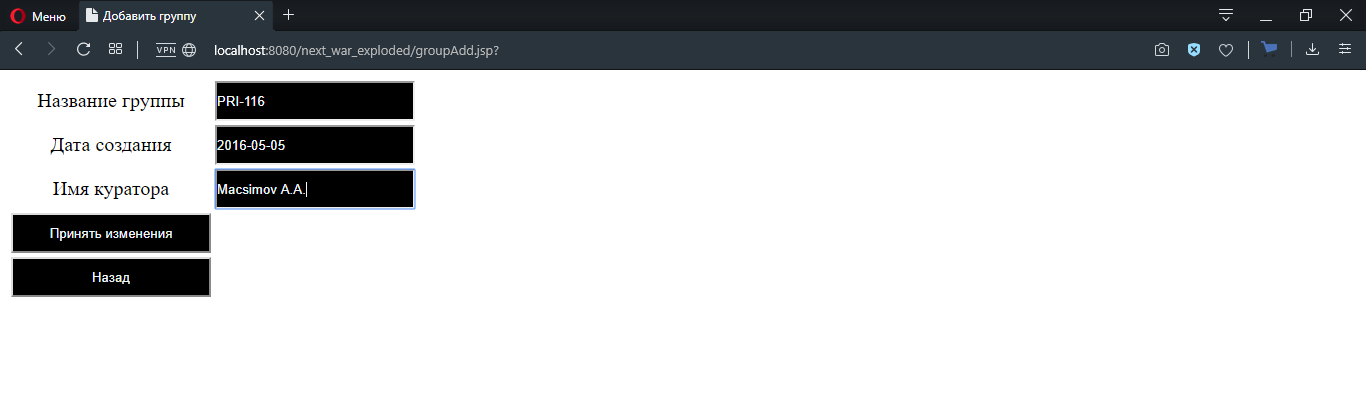 Меню
Добавить группу
VPN
localhost:8080/next_war_exploded/groupAdd.jsp?
Название группы PRI-116
Дата создания 2016-05-05
Имя куратора Macsimov A.A.
Принять изменения
Назад